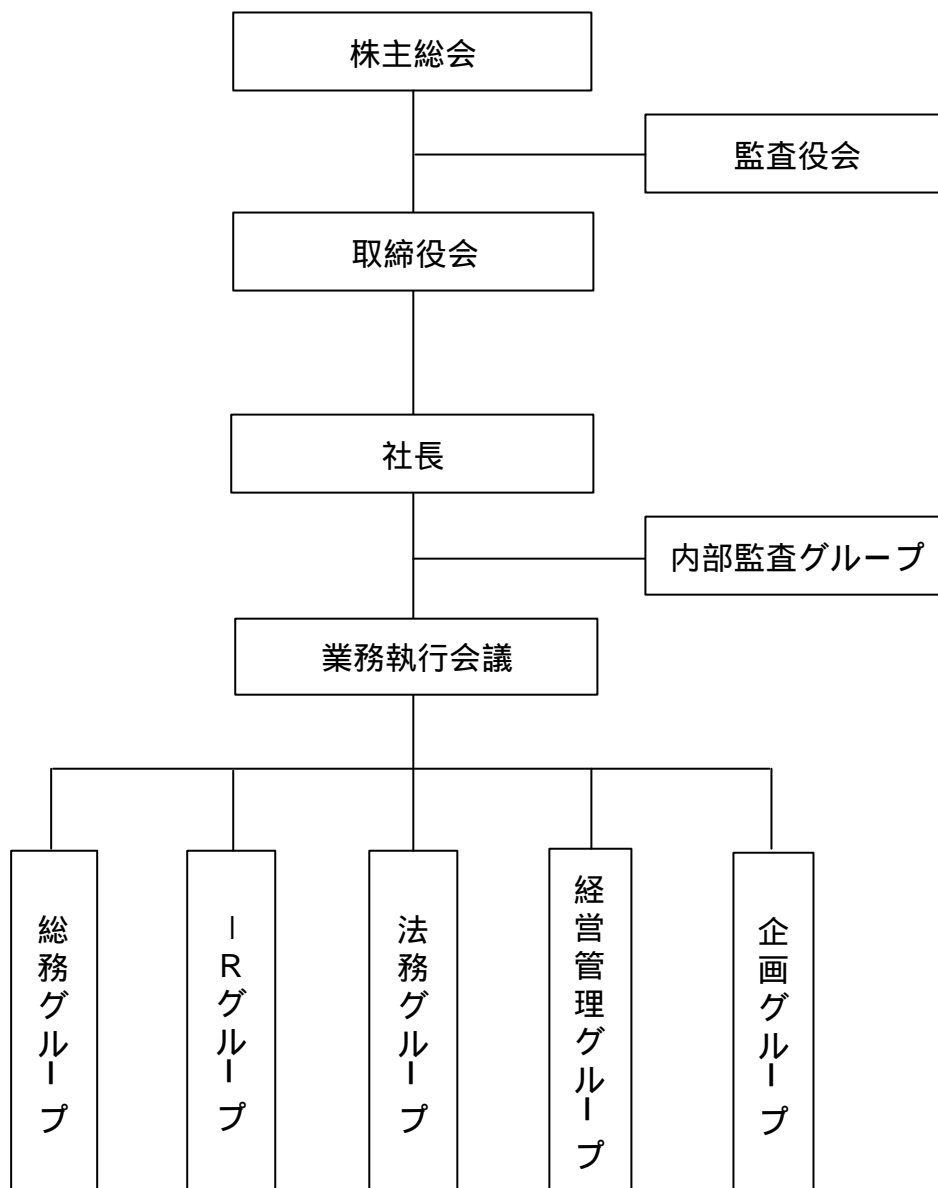 株主総会
監査役会
取締役会
社長
内部監査グループ
業務執行会議
総務グループ
IRグループ
法務グループ
経営管理グループ
企画グループ